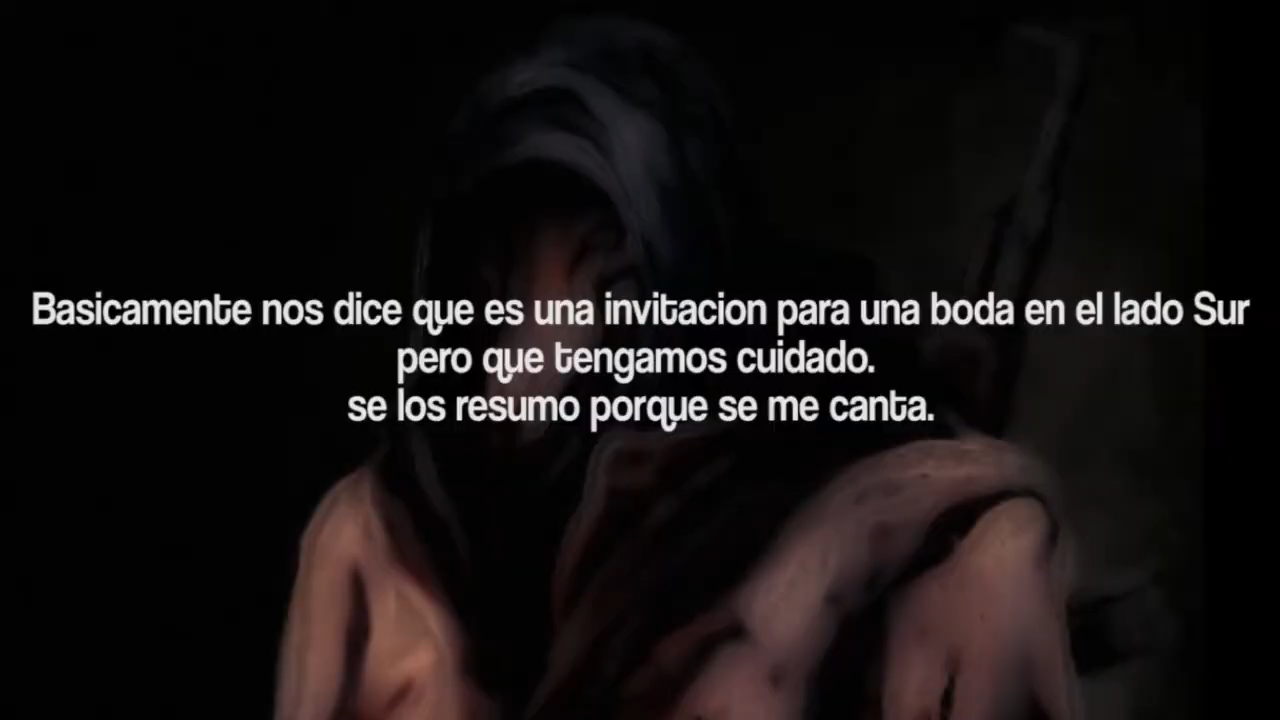 Basicamente nos dice que es una invitacion para una boda en el lado Sur
pero que tengamos cuidado.
se los resumo porque se me canta.